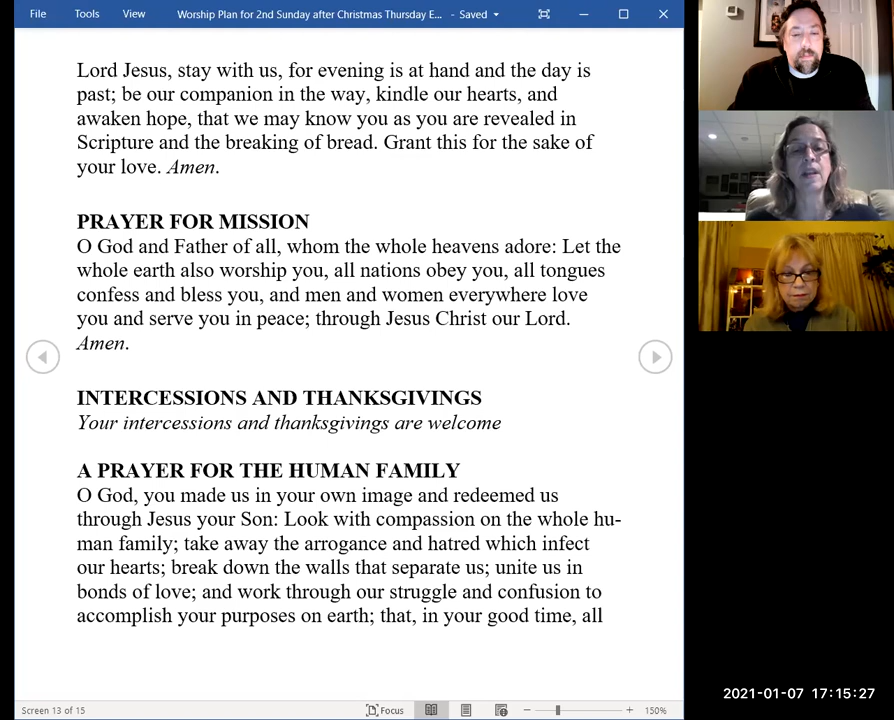 File Tools View Worship Plan for 2nd Sunday after Christmas Thursday E... - Saved
Lord Jesus, stay with us, for evening is at hand and the day is
past; be our companion in the way, kindle our hearts, and
awaken hope, that we may know you as you are revealed in
Scripture and the breaking of bread. Grant this for the sake of
your love. Amen.
PRAYER FOR MISSION
O God and Father of all, whom the whole heavens adore: Let the
whole earth also worship you, all nations obey you, all tongues
confess and bless you, and men and women everywhere love
you and serve you in peace; through Jesus Christ our Lord.
Amen.
INTERCESSIONS AND THANKSGIVINGS
Your intercessions and thanksgivings are welcome
A PRAYER FOR THE HUMAN FAMILY
O God, you made us in your own image and redeemed us
through Jesus your Son: Look with compassion on the whole hu-
man family; take away the arrogance and hatred which infect
our hearts; break down the walls that separate us; unite us in
bonds of love; and work through our struggle and confusion to
accomplish your purposes on earth; that, in your good time, all
2021-01-07 17:15:27
Screen 13 of 15 Focus 150%